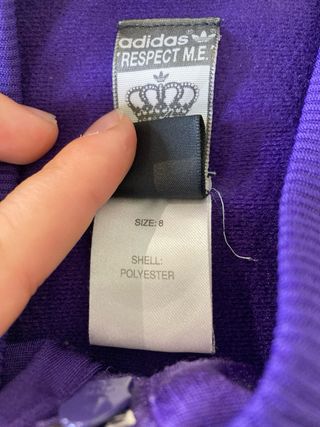 adidas
"RESPECT M.E."
SIZE: 8
SHELL:
POLYESTER